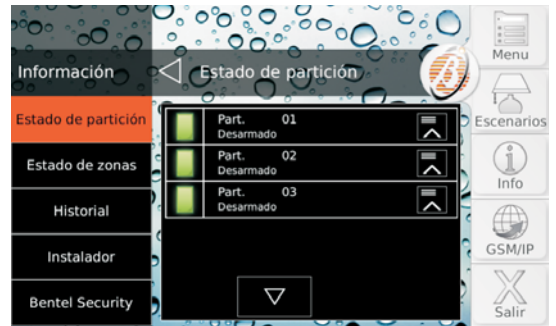 Información
Estado de partición
Menu
Estado de partición
Estado de zonas
Historial
Instalador
Bentel Security
Part. 01
Desarmado
Part. 02
Desarmado
Part. 03
Desarmado
Escenarios
Info
GSM/IP
Salir